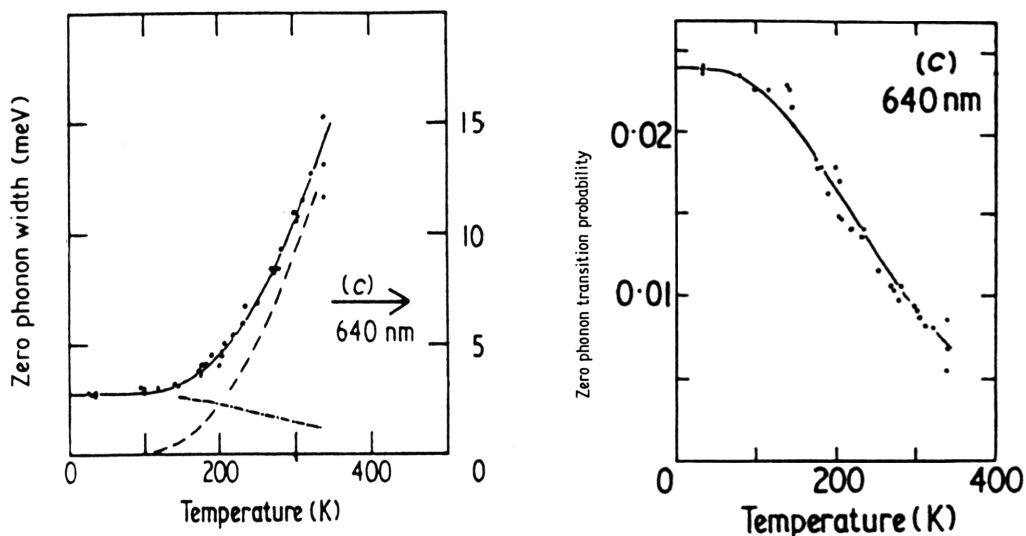 Zero phonon width (meV)
15
10
5
0
(c)
640 nm
0
200
400
Temperature (K)
Zero phonon transition probability
0·02
0·01
(c)
640 nm
0
200
400
Temperature (K)